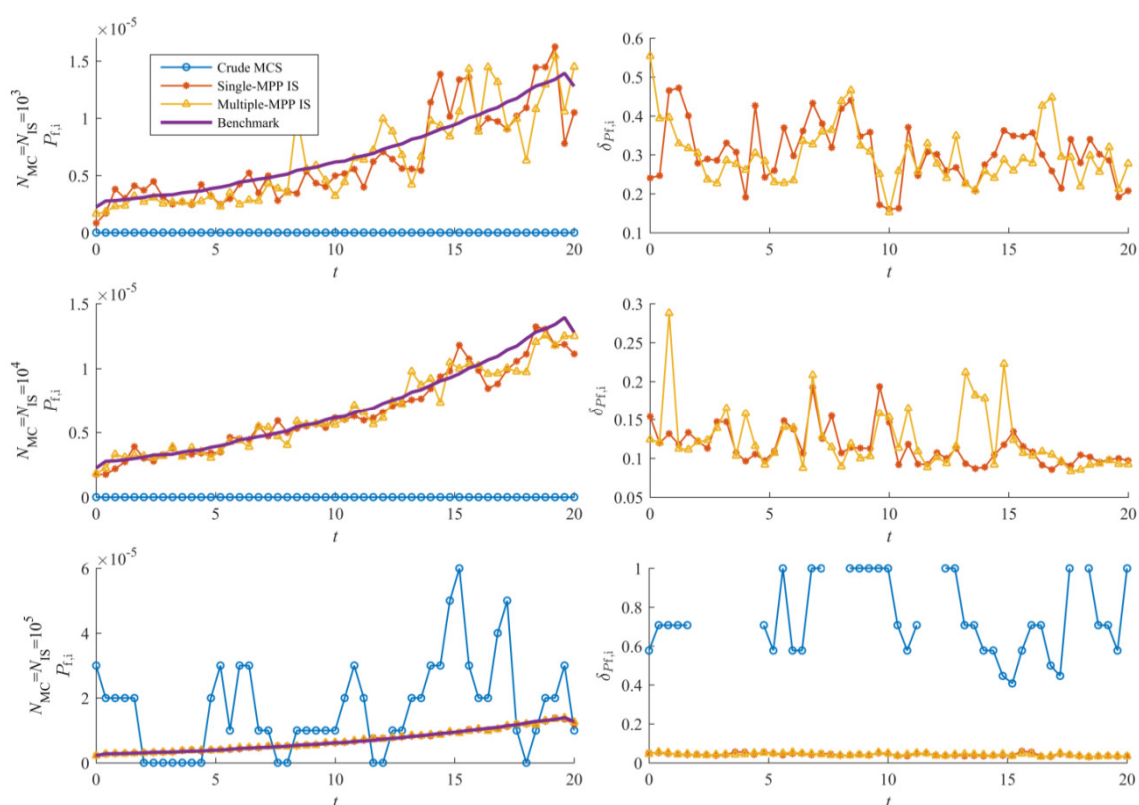 ×10⁻⁵
N_MC=N_IS=10³
P_f,i
1.5
1
0.5
0
Crude MCS
Single-MPP IS
Multiple-MPP IS
Benchmark
0 5 10 15 20
t
δ_Pf,i
0.6
0.5
0.4
0.3
0.2
0.1
0 5 10 15 20
t
×10⁻⁵
N_MC=N_IS=10⁴
P_f,i
1.5
1
0.5
0
0 5 10 15 20
t
δ_Pf,i
0.3
0.25
0.2
0.15
0.1
0.05
0 5 10 15 20
t
×10⁻⁵
N_MC=N_IS=10⁵
P_f,i
6
4
2
0
0 5 10 15 20
t
δ_Pf,i
1
0.8
0.6
0.4
0.2
0
0 5 10 15 20
t